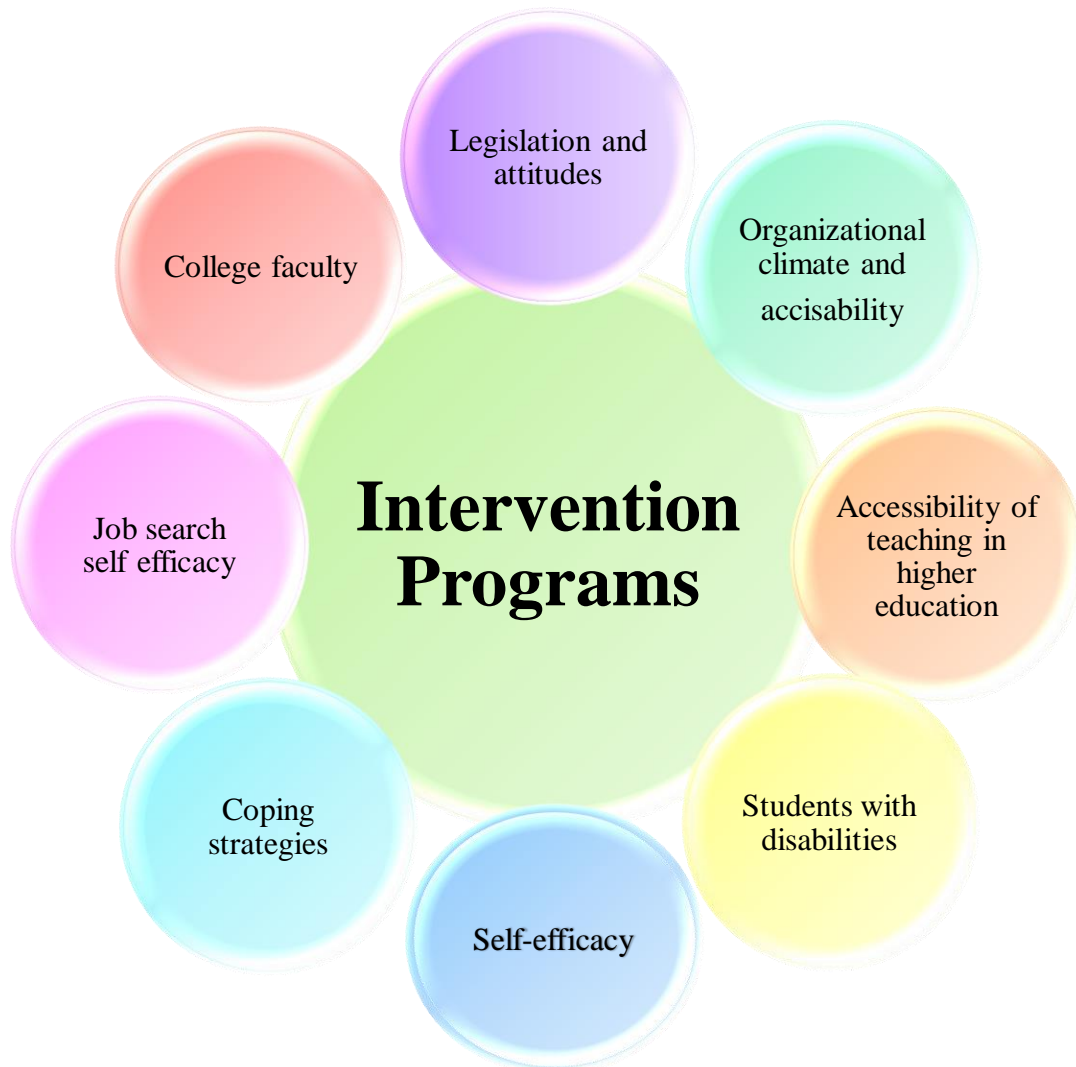 Legislation and
attitudes
Organizational
climate and
accisability
College faculty
Intervention
Programs
Accessibility of
teaching in
higher
education
Job search
self efficacy
Students with
disabilities
Coping
strategies
Self-efficacy